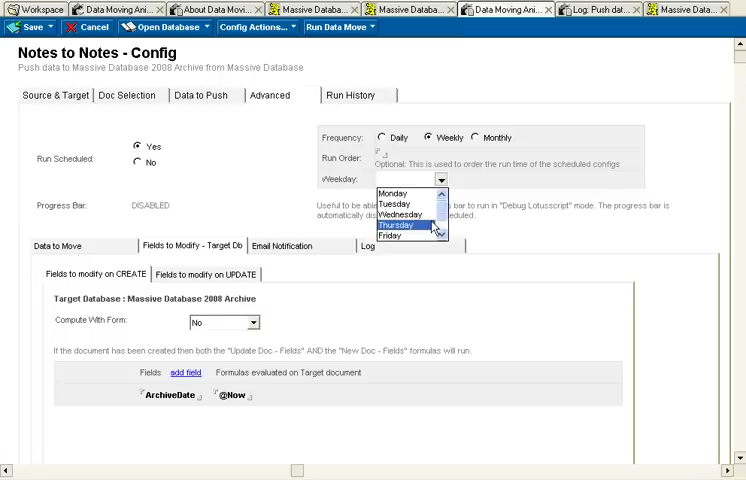 Workspace Data Moving Ani... About Data Movi... Massive Databa... Massive Databa... Data Moving Ani... Log: Push dat... Massive Data...
Save Cancel Open Database Config Actions... Run Data Move
Notes to Notes - Config
Push data to Massive Database 2008 Archive from Massive Database
Source & Target Doc Selection Data to Push Advanced Run History
Run Scheduled: Yes
No
Frequency: Daily Weekly Monthly
Run Order:
Optional: This is used to order the run time of the scheduled configs
Weekday:
Monday
Tuesday
Wednesday
Thursday
Friday
Progress Bar: DISABLED
Useful to be able bar to run in "Debug Lotusscript" mode. The progress bar is
automatically dis scheduled.
Data to Move Fields to Modify - Target Db Email Notification Log
Fields to modify on CREATE Fields to modify on UPDATE
Target Database : Massive Database 2008 Archive
Compute With Form: No
If the document has been created then both the "Update Doc - Fields" AND the "New Doc - Fields" formulas will run.
Fields add field Formulas evaluated on Target document
ArchiveDate @Now